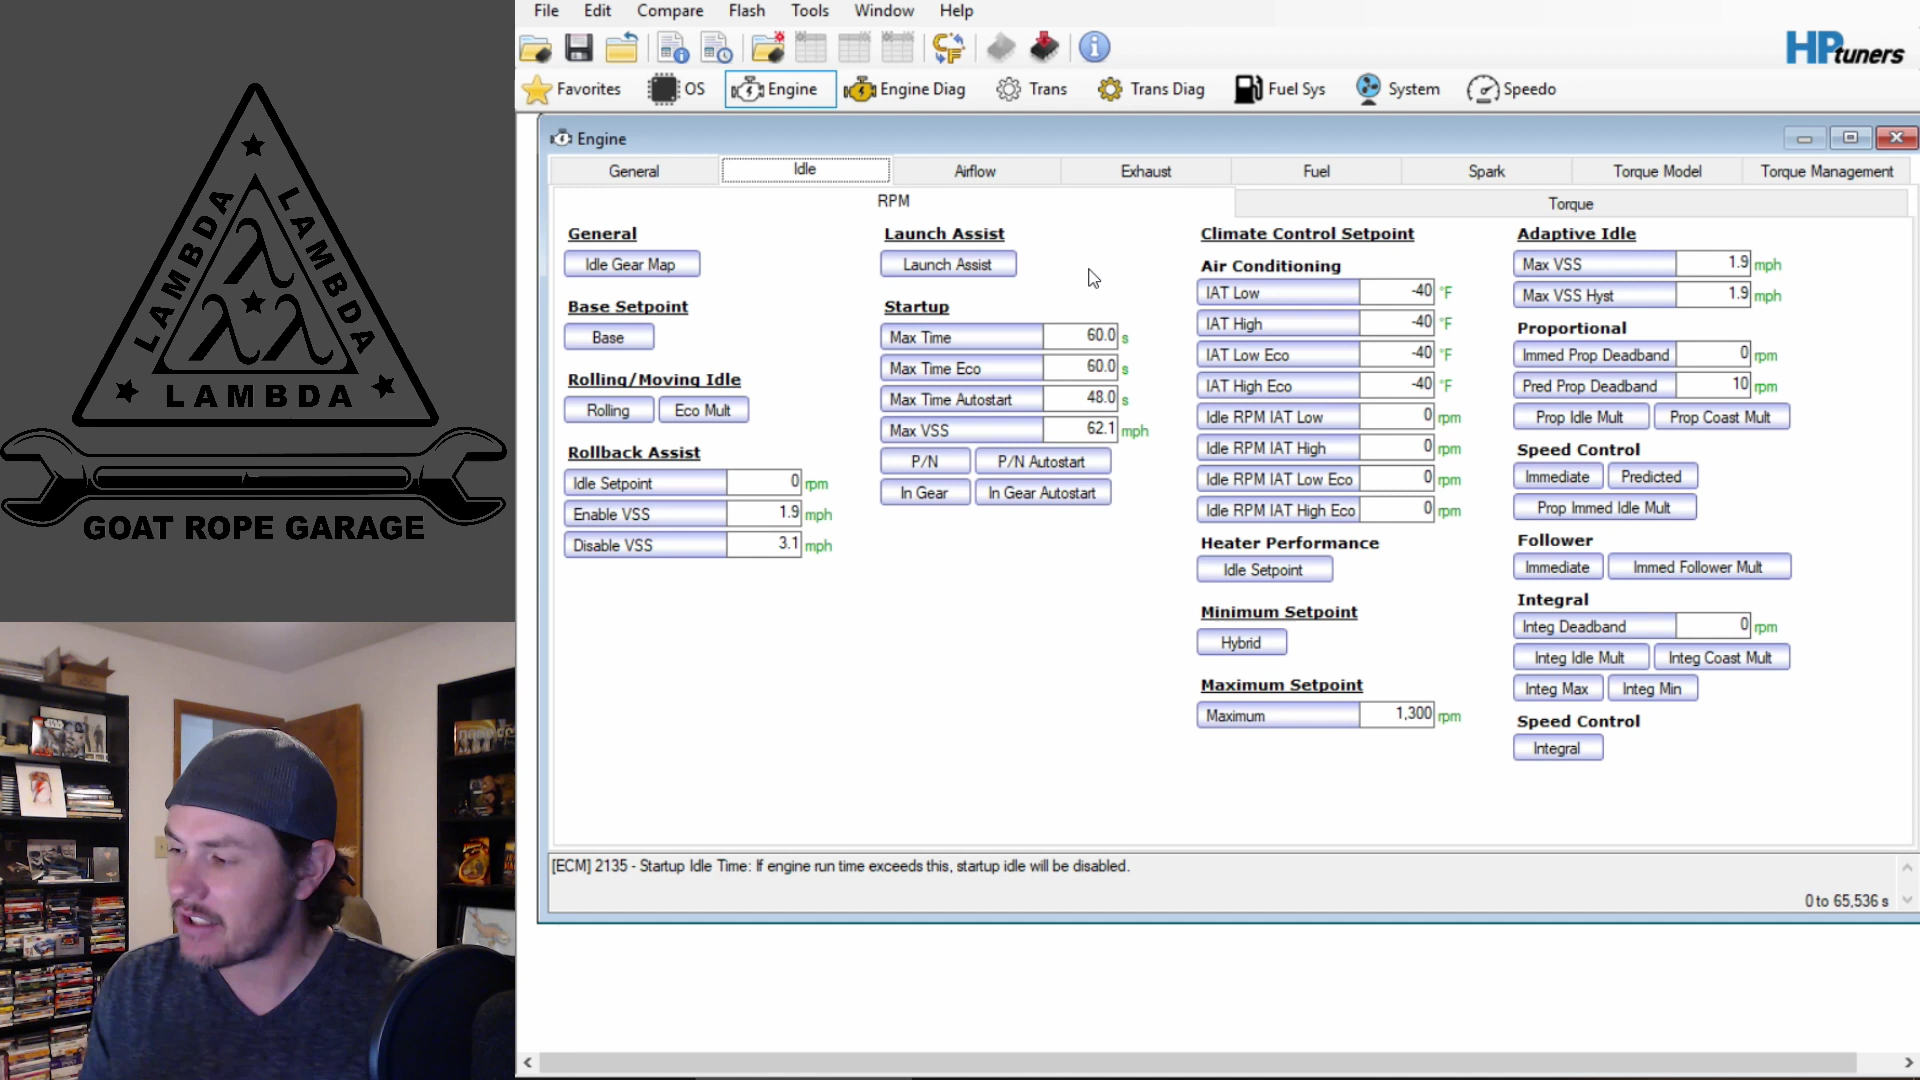 File Edit Compare Flash Tools Window Help
HP tuners
Favorites OS Engine Engine Diag Trans Trans Diag Fuel Sys System Speedo
Engine
General Idle Airflow Exhaust Fuel Spark Torque Model Torque Management
RPM Torque
General
Idle Gear Map
Base Setpoint
Base
Rolling/Moving Idle
Rolling Eco Mult
Rollback Assist
Idle Setpoint 0 rpm
Enable VSS 1.9 mph
Disable VSS 3.1 mph
Launch Assist
Launch Assist
Startup
Max Time 60.0 s
Max Time Eco 60.0 s
Max Time Autostart 48.0 s
Max VSS 62.1 mph
P/N P/N Autostart
In Gear In Gear Autostart
Climate Control Setpoint
Air Conditioning
IAT Low -40 °F
IAT High -40 °F
IAT Low Eco -40 °F
IAT High Eco -40 °F
Idle RPM IAT Low 0 rpm
Idle RPM IAT High 0 rpm
Idle RPM IAT Low Eco 0 rpm
Idle RPM IAT High Eco 0 rpm
Heater Performance
Idle Setpoint
Minimum Setpoint
Hybrid
Maximum Setpoint
Maximum 1,300 rpm
Adaptive Idle
Max VSS 1.9 mph
Max VSS Hyst 1.9 mph
Proportional
Immed Prop Deadband 0 rpm
Pred Prop Deadband 10 rpm
Prop Idle Mult Prop Coast Mult
Speed Control
Immediate Predicted
Prop Immed Idle Mult
Follower
Immediate Immed Follower Mult
Integral
Integ Deadband 0 rpm
Integ Idle Mult Integ Coast Mult
Integ Max Integ Min
Speed Control
Integral
[ECM] 2135 - Startup Idle Time: If engine run time exceeds this, startup idle will be disabled.
0 to 65,536 s
LAMBDA
LAMBDA
LAMBDA
λ
λλ
GOAT ROPE GARAGE